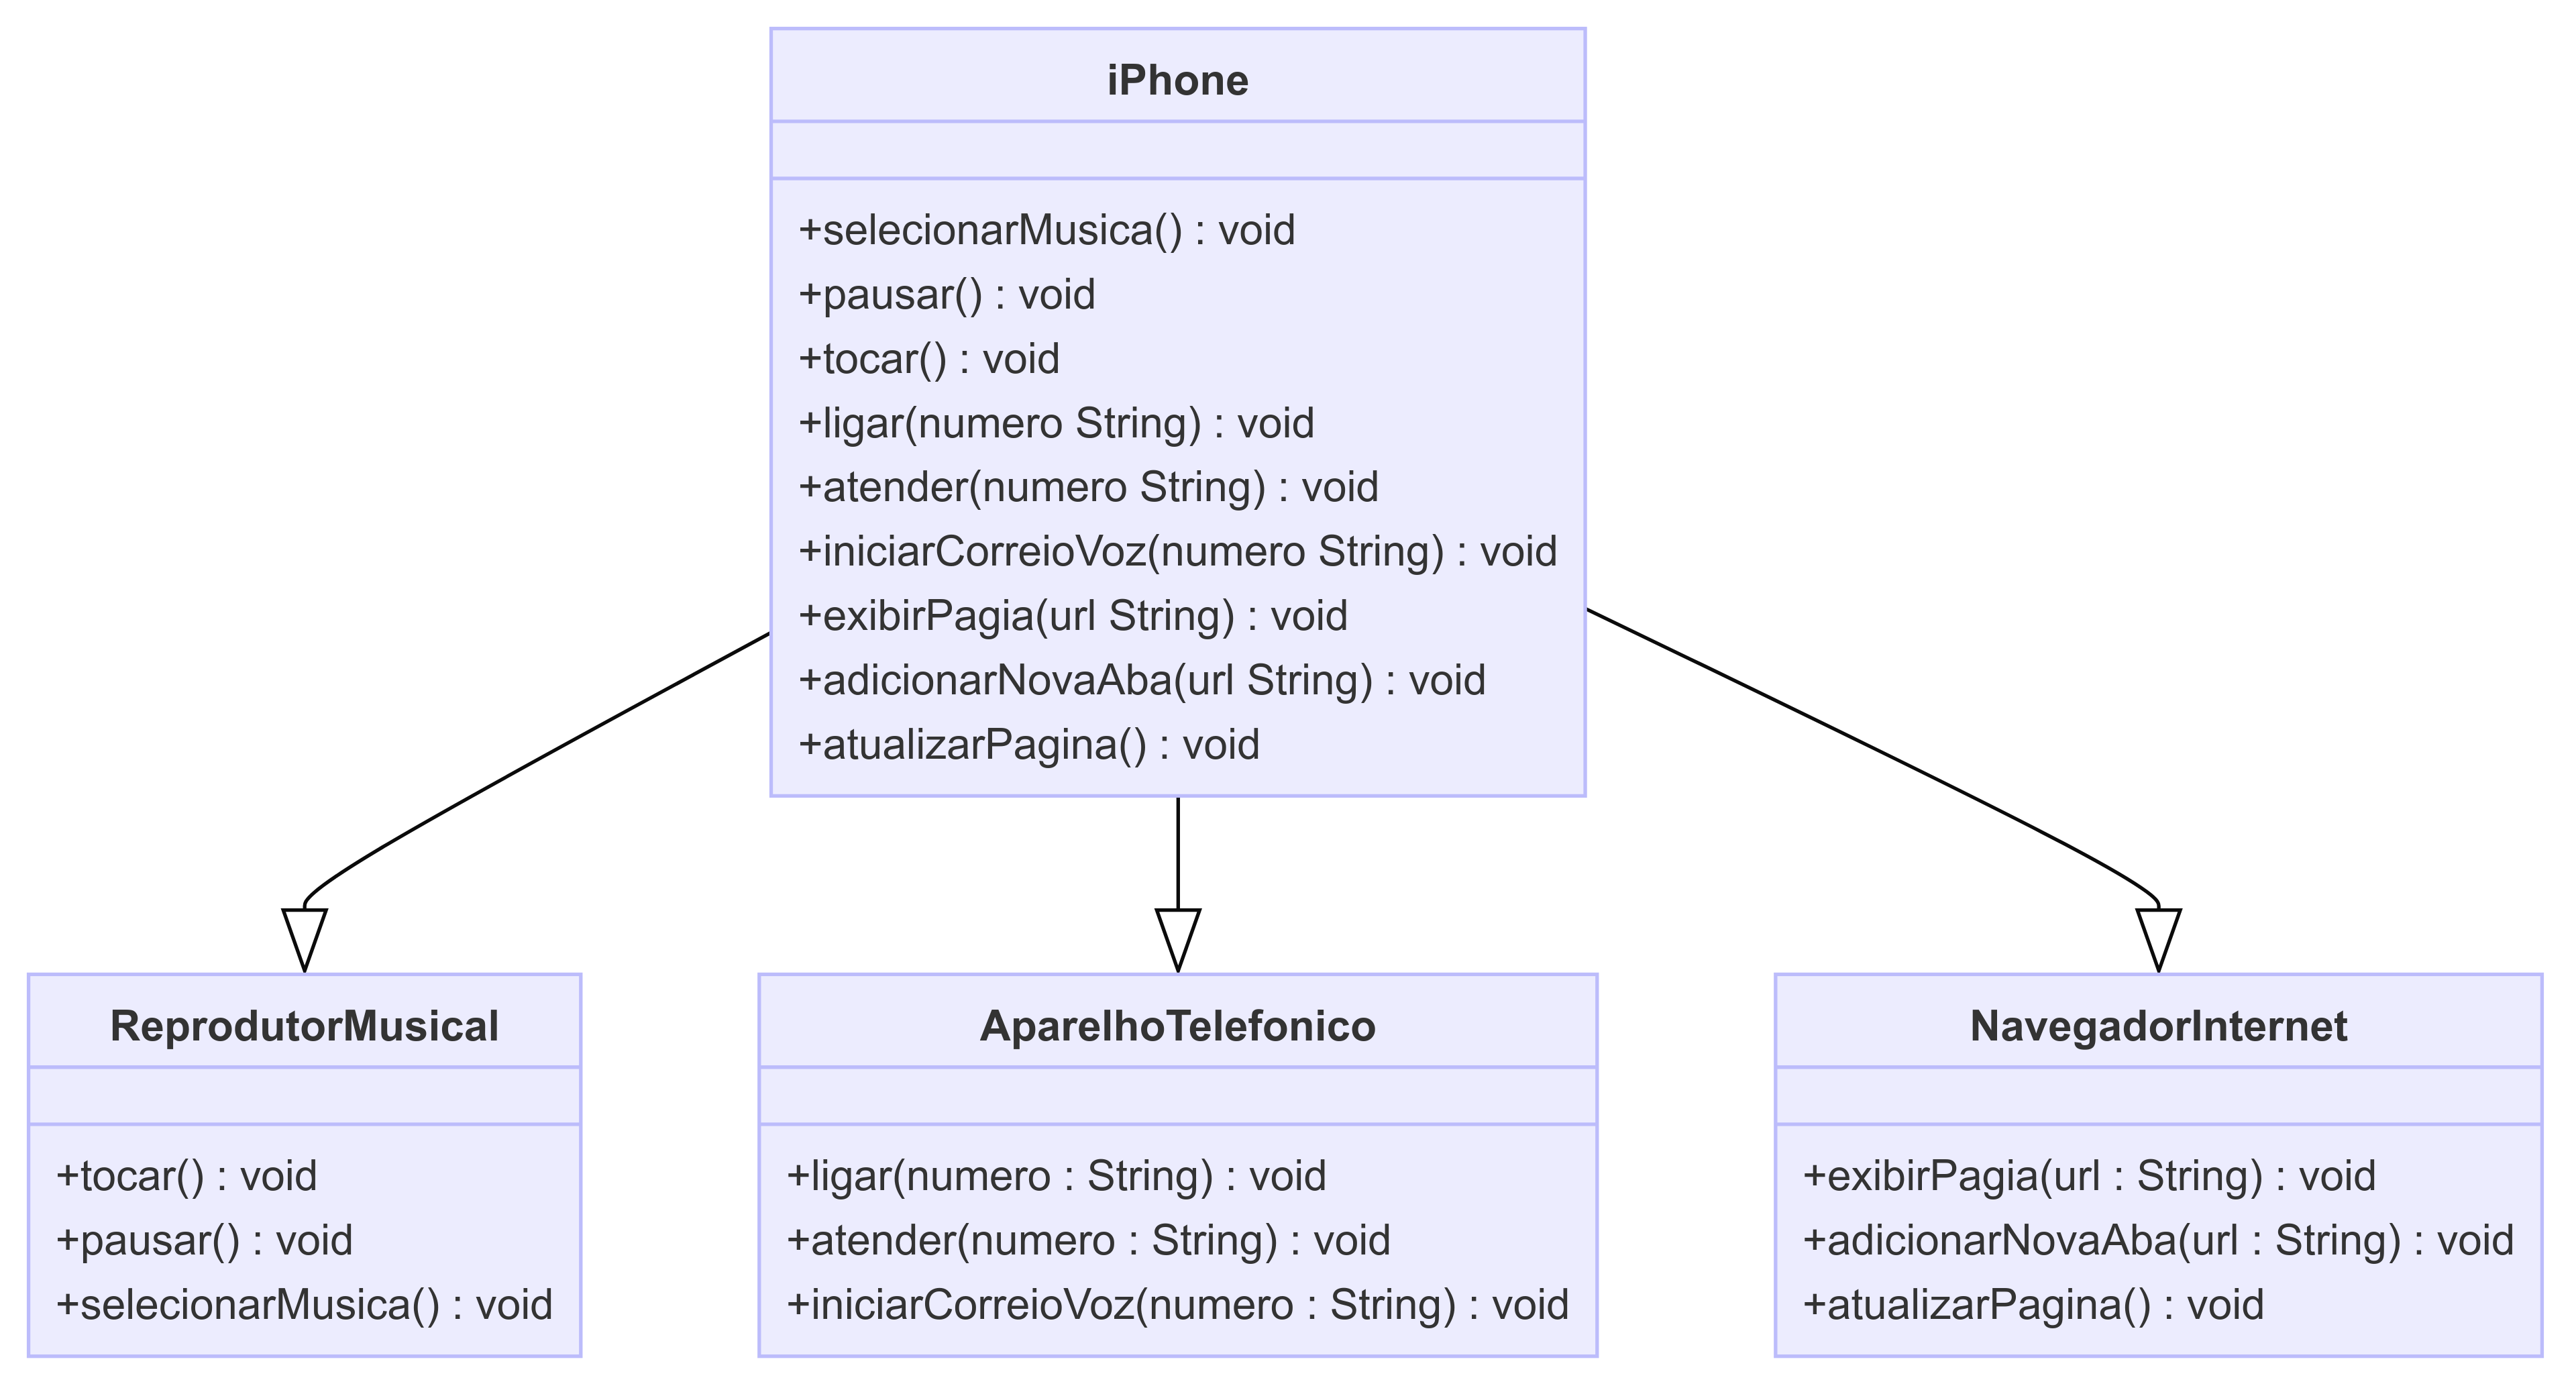 iPhone
+selecionarMusica() : void
+pausar() : void
+tocar() : void
+ligar(numero String) : void
+atender(numero String) : void
+iniciarCorreioVoz(numero String) : void
+exibirPagia(url String) : void
+adicionarNovaAba(url String) : void
+atualizarPagina() : void
ReprodutorMusical
+tocar() : void
+pausar() : void
+selecionarMusica() : void
AparelhoTelefonico
+ligar(numero : String) : void
+atender(numero : String) : void
+iniciarCorreioVoz(numero : String) : void
NavegadorInternet
+exibirPagia(url : String) : void
+adicionarNovaAba(url : String) : void
+atualizarPagina() : void